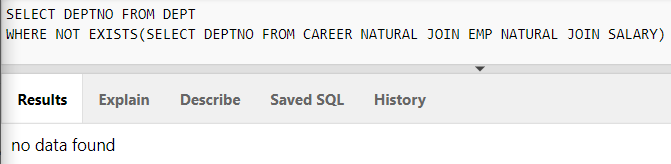 SELECT DEPTNO FROM DEPT
WHERE NOT EXISTS(SELECT DEPTNO FROM CAREER NATURAL JOIN EMP NATURAL JOIN SALARY)
Results Explain Describe Saved SQL History
no data found